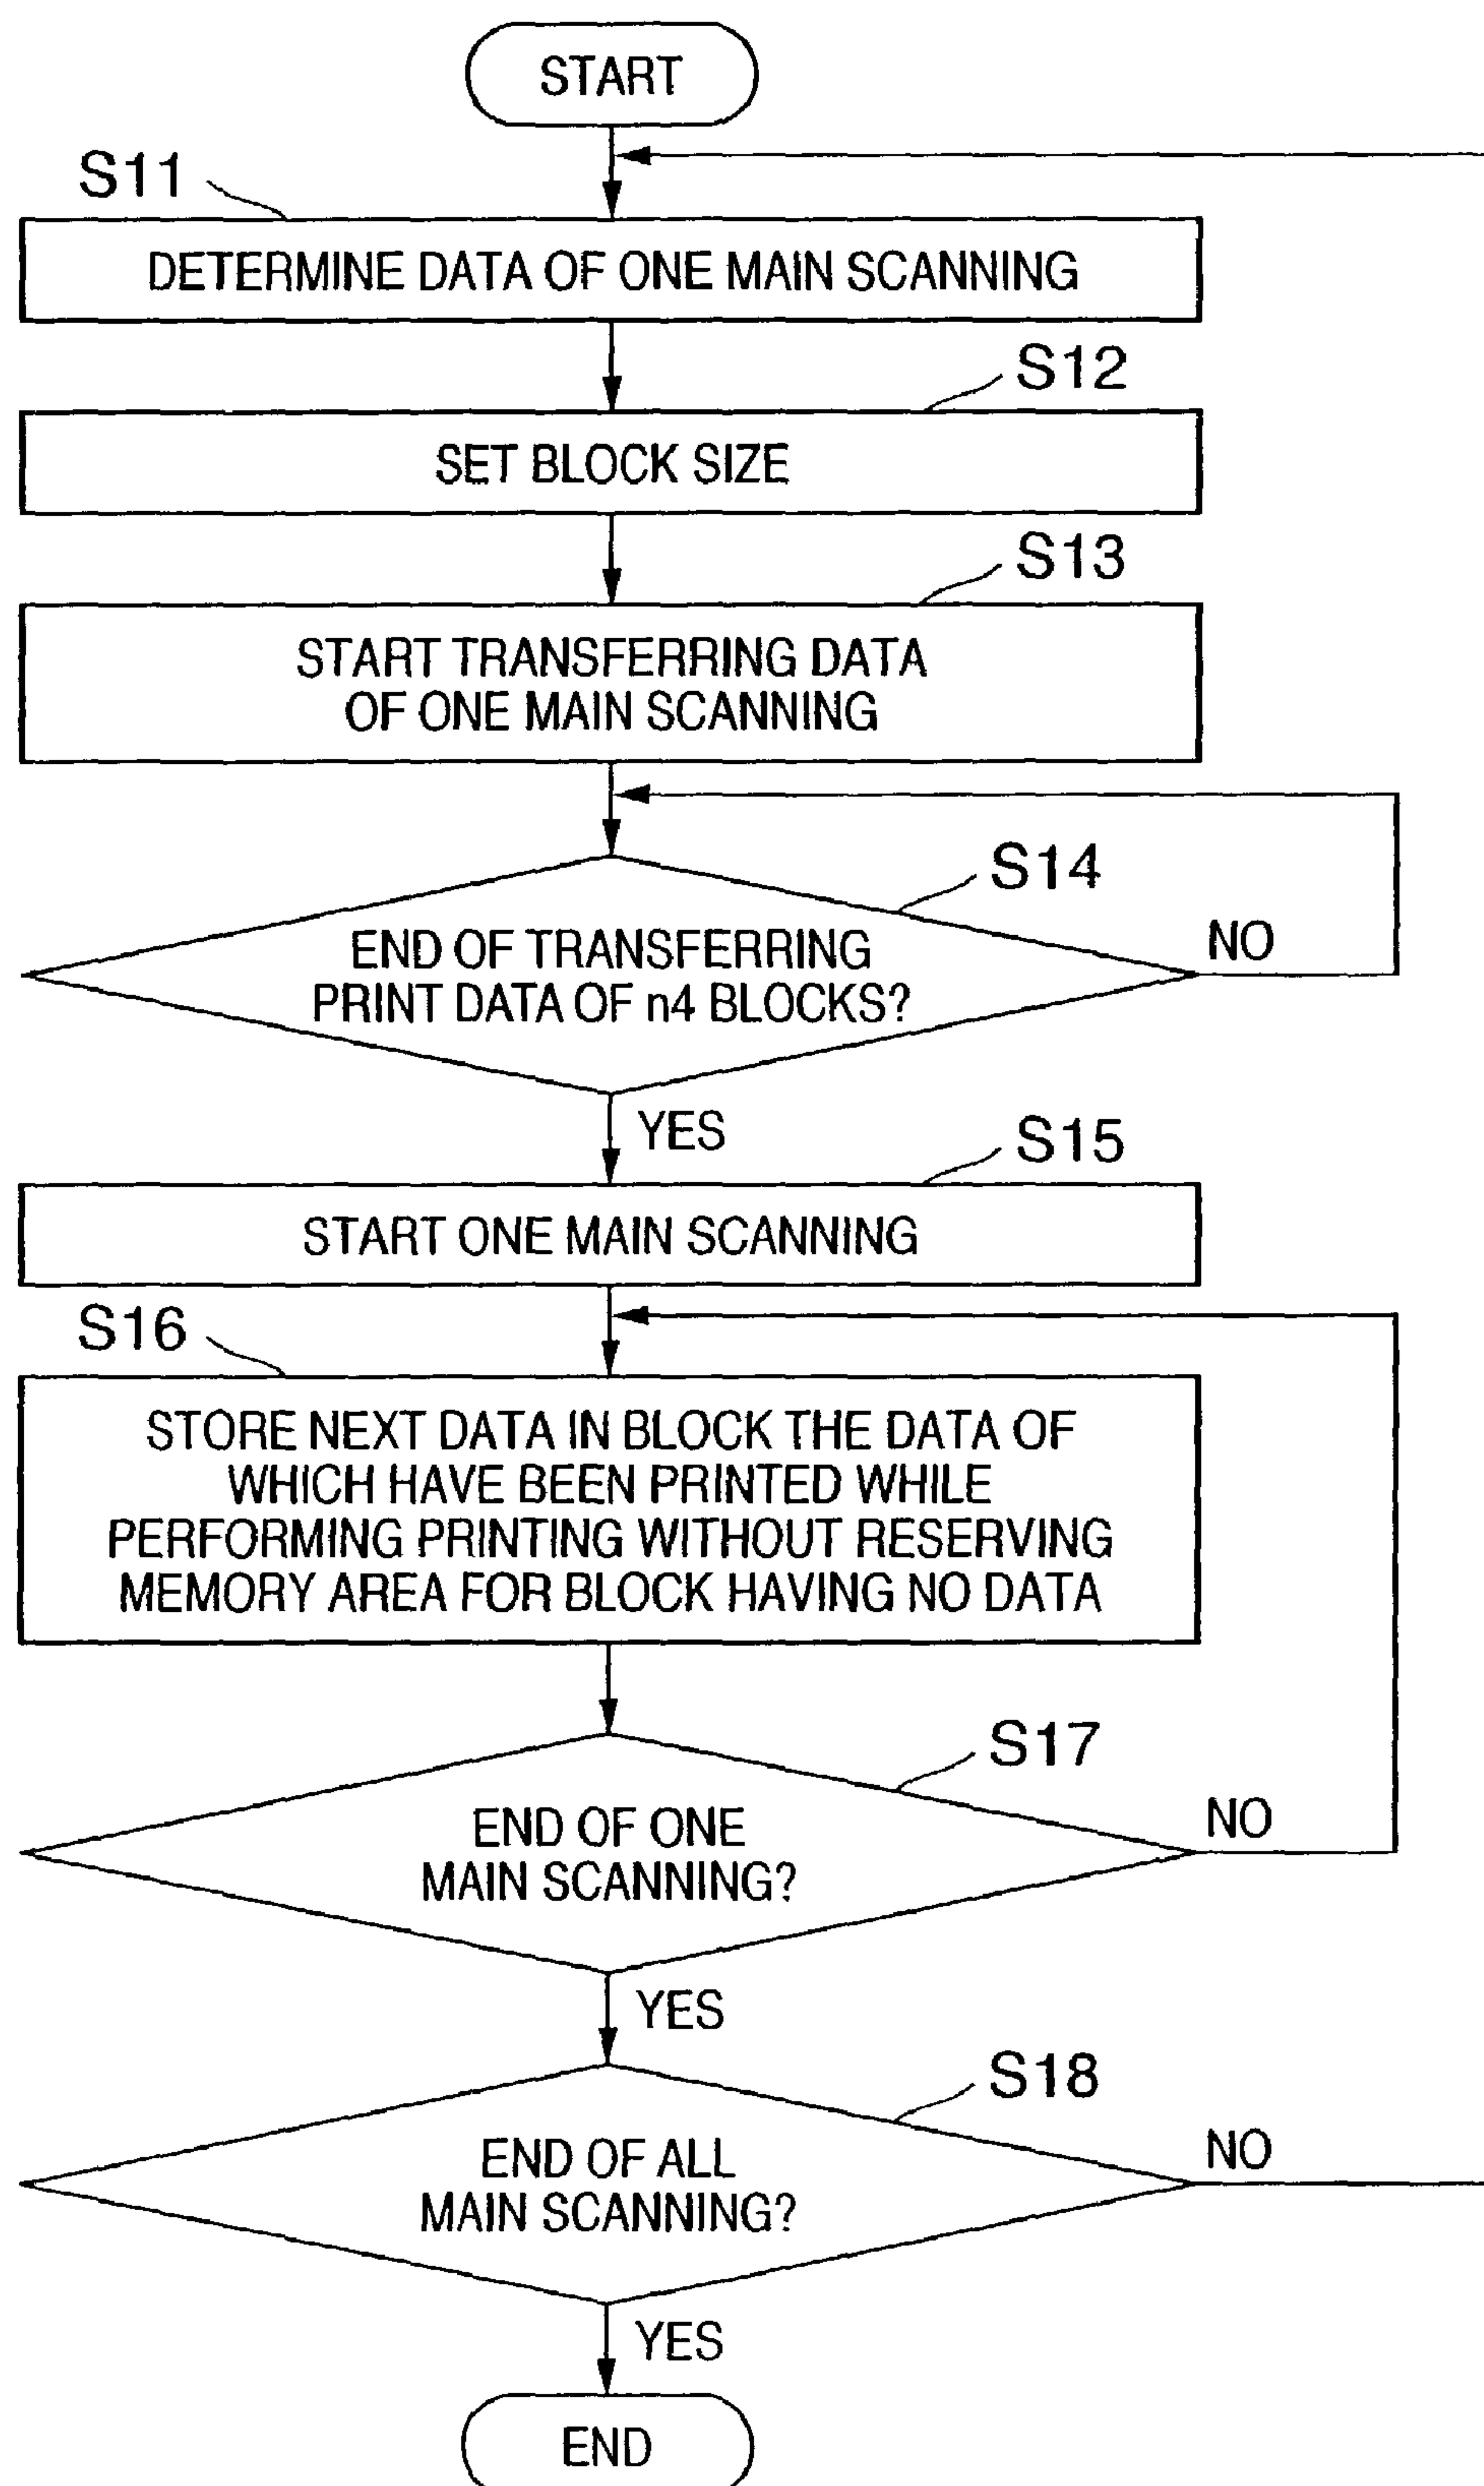 START
S11
DETERMINE DATA OF ONE MAIN SCANNING
S12
SET BLOCK SIZE
S13
START TRANSFERRING DATA
OF ONE MAIN SCANNING
S14
END OF TRANSFERRING
PRINT DATA OF n4 BLOCKS?
NO
YES
S15
START ONE MAIN SCANNING
S16
STORE NEXT DATA IN BLOCK THE DATA OF
WHICH HAVE BEEN PRINTED WHILE
PERFORMING PRINTING WITHOUT RESERVING
MEMORY AREA FOR BLOCK HAVING NO DATA
S17
END OF ONE
MAIN SCANNING?
NO
YES
S18
END OF ALL
MAIN SCANNING?
NO
YES
END